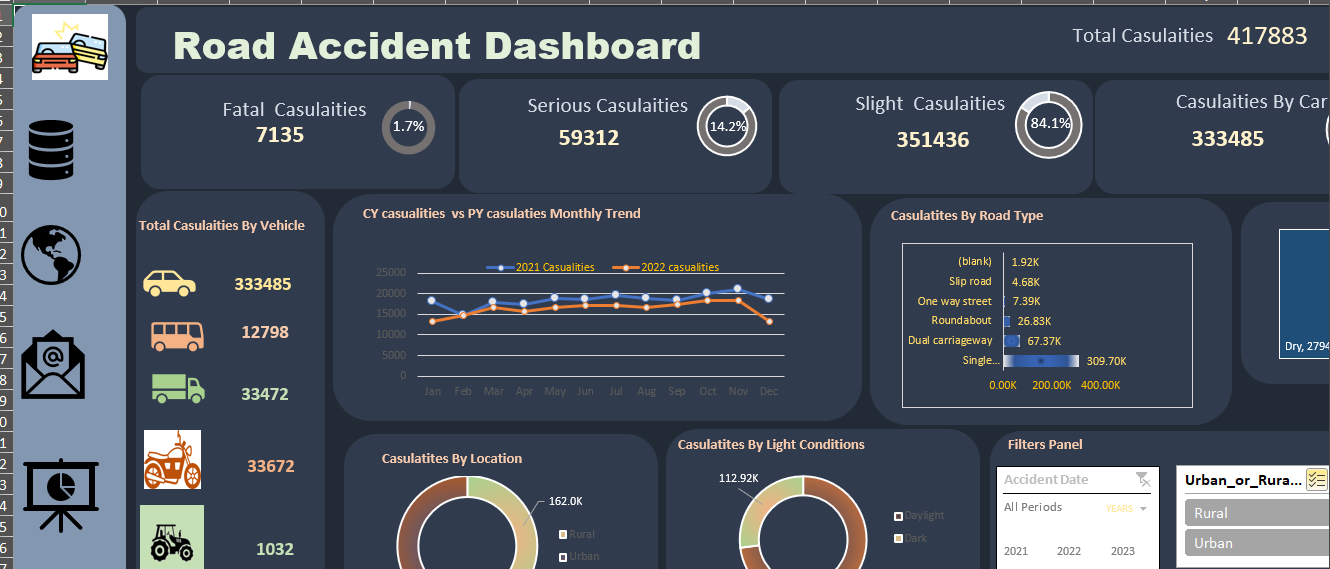 Road Accident Dashboard
Total Casulaities 417883
Fatal Casulaities
7135
1.7%
Serious Casulaities
59312
14.2%
Slight Casulaities
351436
84.1%
Casulaities By Car
333485
Total Casulaities By Vehicle
333485
12798
33472
33672
1032
CY casualities vs PY casulaties Monthly Trend
2021 Casualities
2022 casualities
25000
20000
15000
10000
5000
0
Jan Feb Mar Apr May Jun Jul Aug Sep Oct Nov Dec
Casulatites By Road Type
(blank) 1.92K
Slip road 4.68K
One way street 7.39K
Roundabout 26.83K
Dual carriageway 67.37K
Single... 309.70K
0.00K 200.00K 400.00K
Dry, 2794
Casulatites By Location
162.0K
Rural
Urban
Casulatites By Light Conditions
112.92K
Daylight
Dark
Filters Panel
Accident Date
All Periods YEARS
2021 2022 2023
Urban_or_Rura...
Rural
Urban